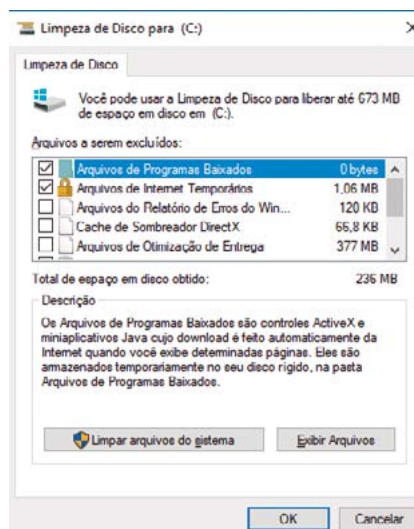 Limpeza de Disco para (C:)
Limpeza de Disco
Você pode usar a Limpeza de Disco para liberar até 673 MB
de espaço em disco em (C:).
Arquivos a serem excluídos:
Arquivos de Programas Baixados 0 bytes
Arquivos de Internet Temporários 1,06 MB
Arquivos do Relatório de Erros do Win... 120 KB
Cache de Sombreador DirectX 66,8 KB
Arquivos de Otimização de Entrega 377 MB
Total de espaço em disco obtido: 236 MB
Descrição
Os Arquivos de Programas Baixados são controles ActiveX e
miniaplicativos Java cujo download é feito automaticamente da
Internet quando você exibe determinadas páginas. Eles são
armazenados temporariamente no seu disco rígido, na pasta
Arquivos de Programas Baixados.
Limpar arquivos do sistema Exibir Arquivos
OK Cancelar